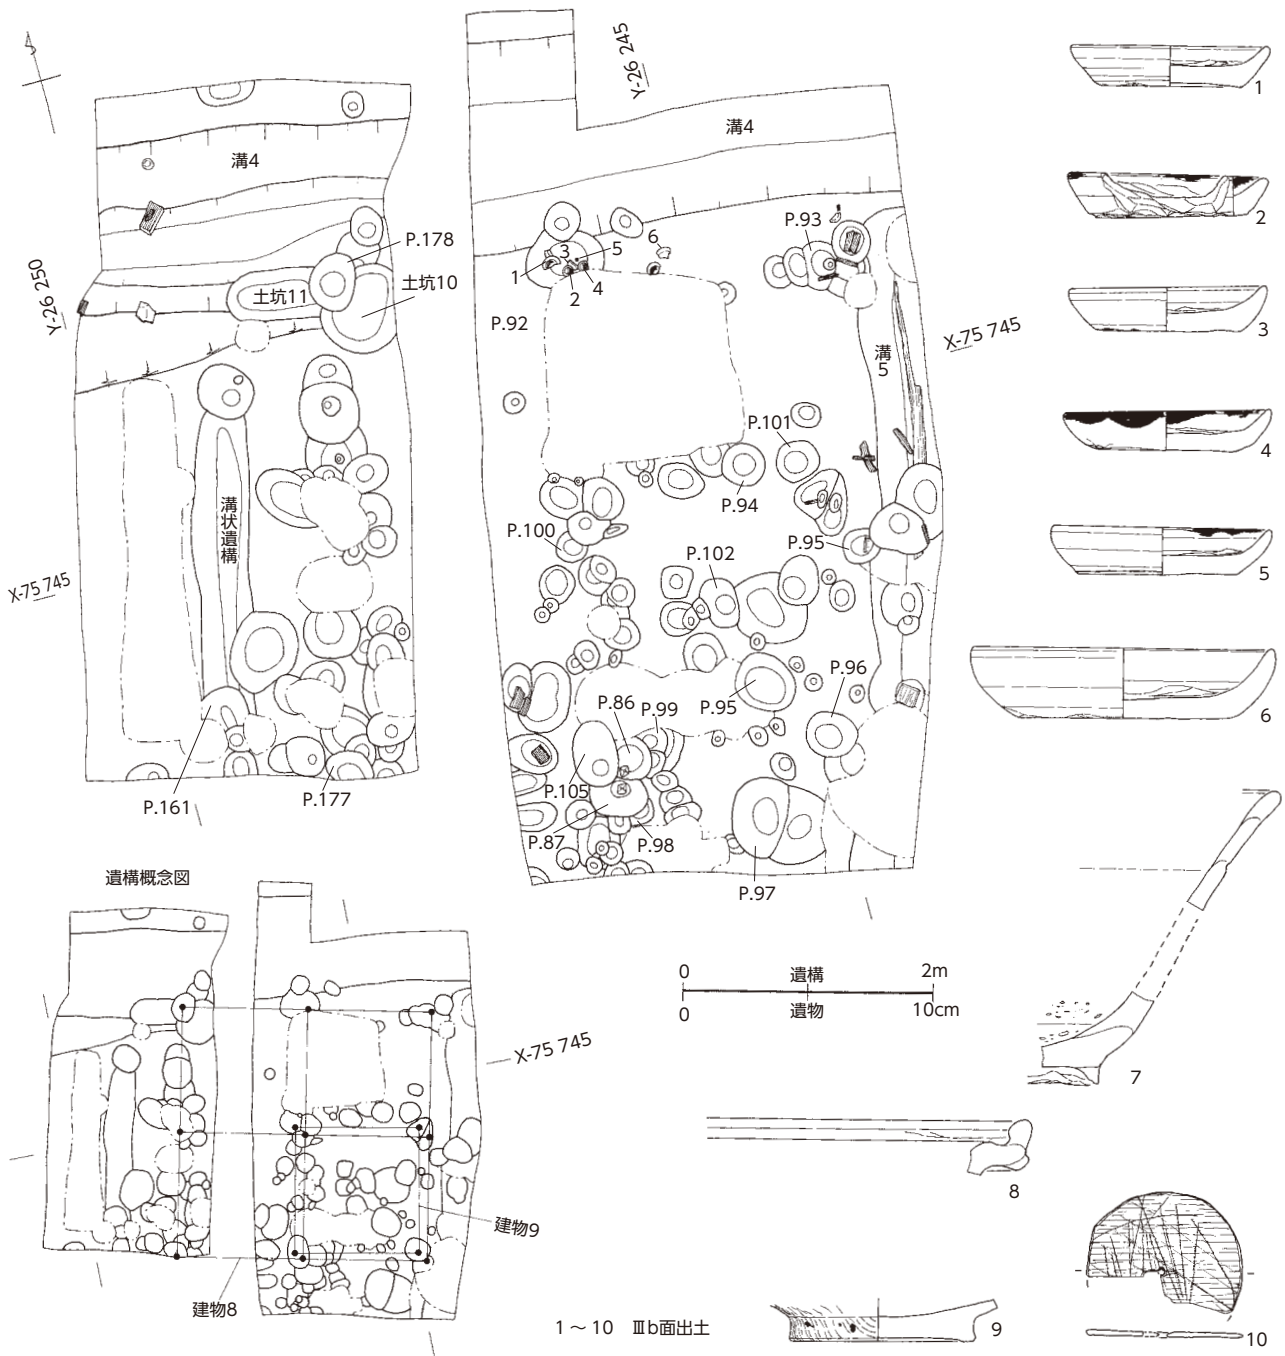 Y-26 245
溝4
溝4
P.178
土坑10
土坑11
Y-26 250
溝状遺構
X-75 745
P.161
P.177
P.93
1
3
5
6
2
4
P.92
溝5
X-75 745
P.101
P.94
P.100
P.102
P.95
P.95
P.96
P.86
P.99
P.105
P.87
P.98
P.97
遺構概念図
X-75 745
建物9
建物8
0 遺構 2m
0 遺物 10cm
1
2
3
4
5
6
7
8
9
10
1～10 Ⅲb面出土